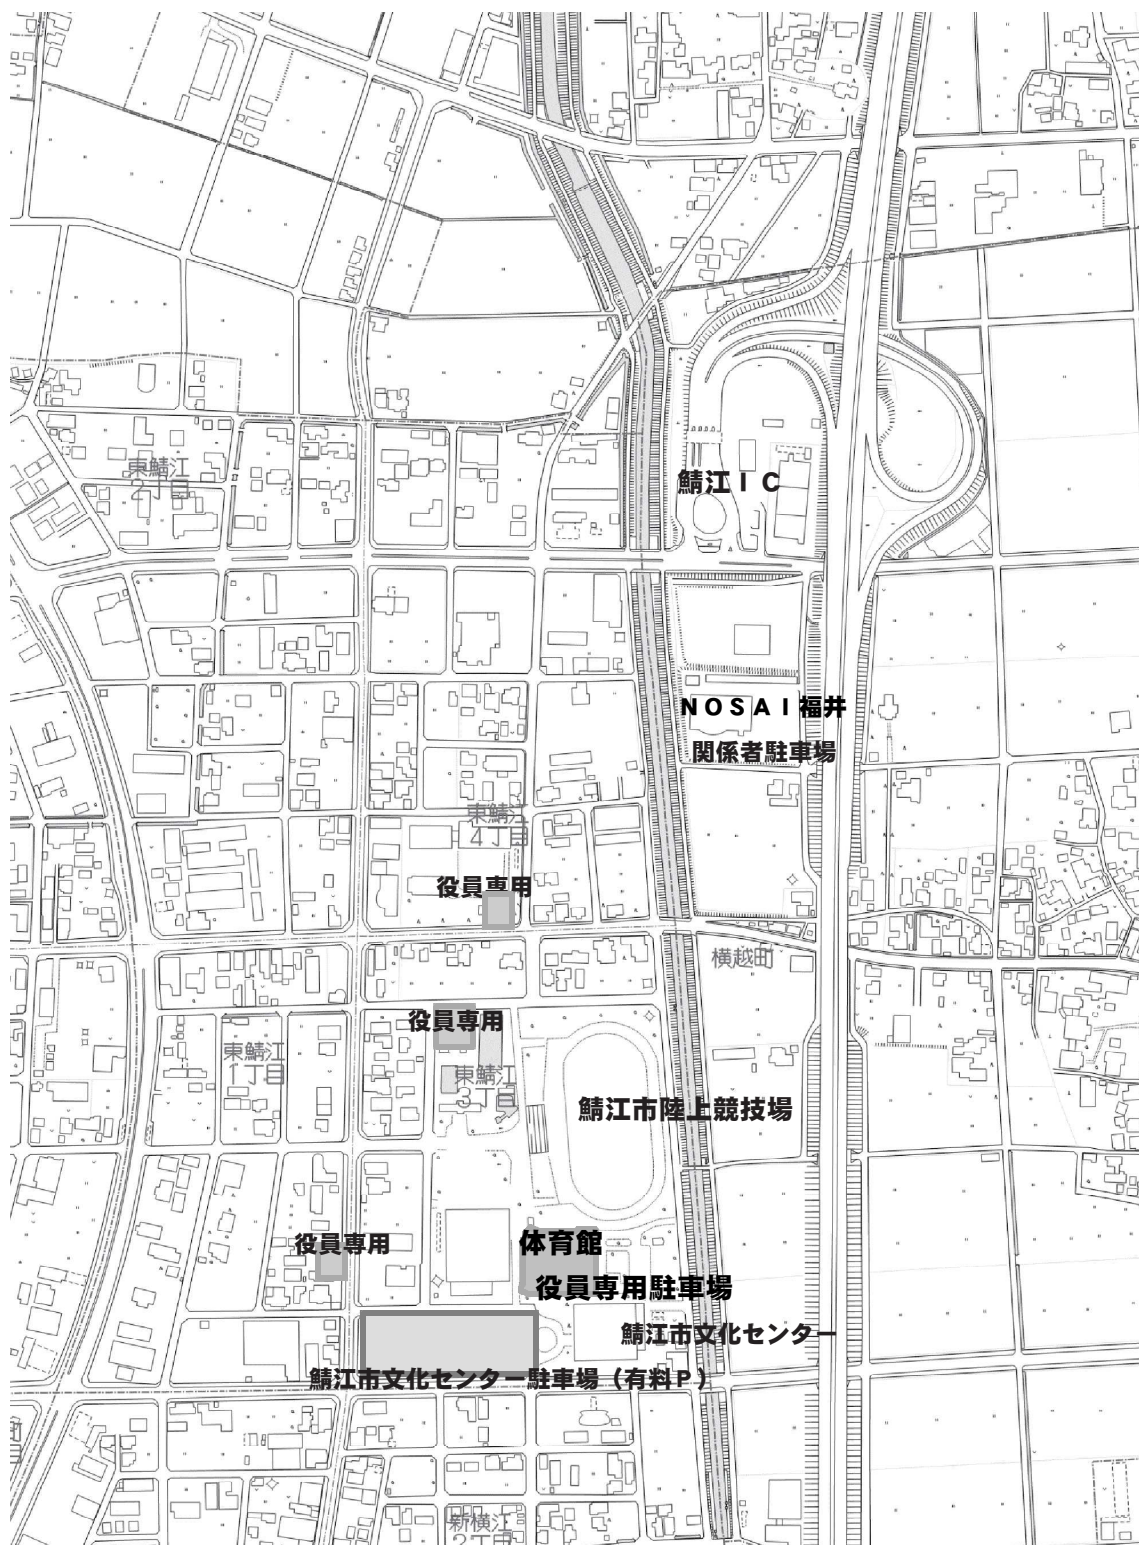 東鯖江
2丁目
鯖江ＩＣ
ＮＯＳＡＩ福井
関係者駐車場
東鯖江
4丁目
役員専用
横越町
役員専用
東鯖江
1丁目
東鯖江
3丁目
鯖江市陸上競技場
役員専用
体育館
役員専用駐車場
鯖江市文化センター
鯖江市文化センター駐車場（有料Ｐ）
新横江
2丁目